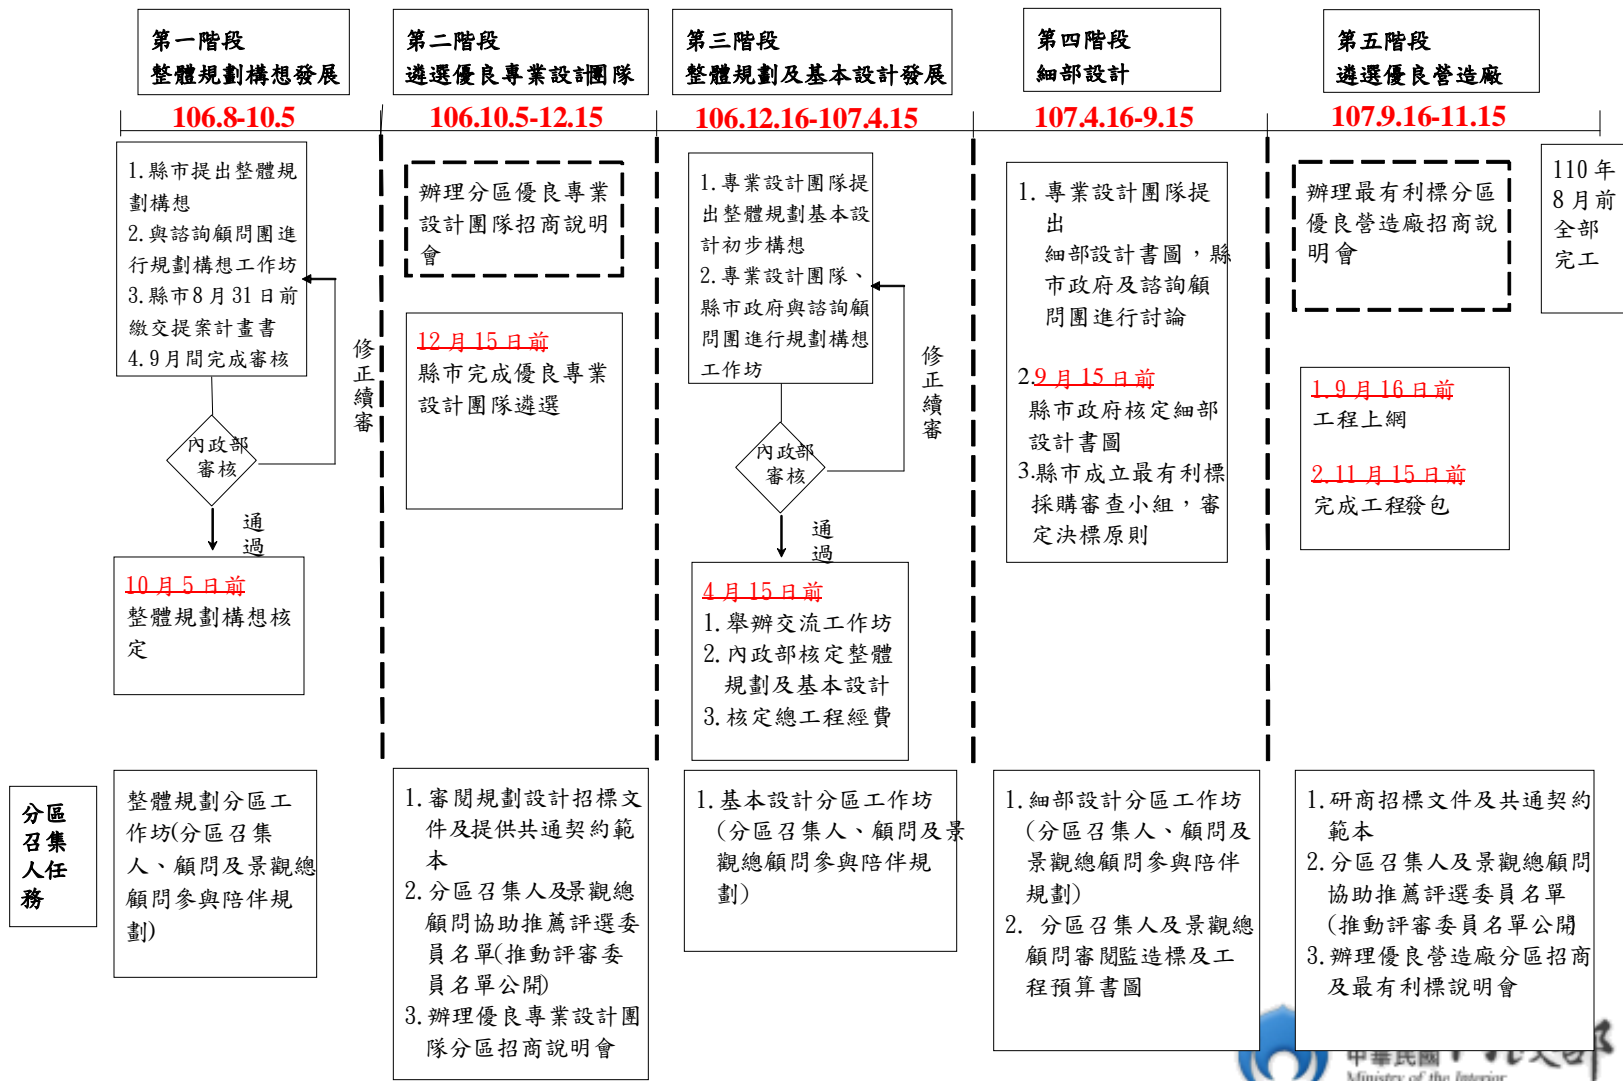 第一階段
整體規劃構想發展
第二階段
遴選優良專業設計團隊
第三階段
整體規劃及基本設計發展
第四階段
細部設計
第五階段
遴選優良營造廠
106.8-10.5
106.10.5-12.15
106.12.16-107.4.15
107.4.16-9.15
107.9.16-11.15
1.縣市提出整體規
劃構想
2.與諮詢顧問團進
行規劃構想工作坊
3.縣市8月31日前
繳交提案計畫書
4.9月間完成審核
修正續審
內政部
審核
通過
10月5日前
整體規劃構想核
定
辦理分區優良專業
設計團隊招商說明
會
12月15日前
縣市完成優良專業
設計團隊遴選
1.專業設計團隊提
出整體規劃基本設
計初步構想
2.專業設計團隊、
縣市政府與諮詢顧
問團進行規劃構想
工作坊
修正續審
內政部
審核
通過
4月15日前
1.舉辦交流工作坊
2.內政部核定整體
規劃及基本設計
3.核定總工程經費
1.專業設計團隊提
出
細部設計書圖，縣
市政府及諮詢顧
問團進行討論
2.9月15日前
縣市政府核定細部
設計書圖
3.縣市成立最有利標
採購審查小組，審
定決標原則
辦理最有利標分區
優良營造廠招商說
明會
1.9月16日前
工程上網
2.11月15日前
完成工程發包
110年
8月前
全部
完工
分區
召集
人任
務
整體規劃分區工
作坊(分區召集
人、顧問及景觀總
顧問參與陪伴規
劃)
1.審閱規劃設計招標文
件及提供共通契約範
本
2.分區召集人及景觀總
顧問協助推薦評選委
員名單(推動評審委
員名單公開)
3.辦理優良專業設計團
隊分區招商說明會
1.基本設計分區工作坊
(分區召集人、顧問及景
觀總顧問參與陪伴規
劃)
1.細部設計分區工作坊
(分區召集人、顧問及
景觀總顧問參與陪伴
規劃)
2.分區召集人及景觀總
顧問審閱監造標及工
程預算書圖
1.研商招標文件及共通契約
範本
2.分區召集人及景觀總顧問
協助推薦評選委員名單
(推動評審委員名單公開)
3.辦理優良營造廠分區招商
及最有利標說明會
中華民國
Ministry of the Interior